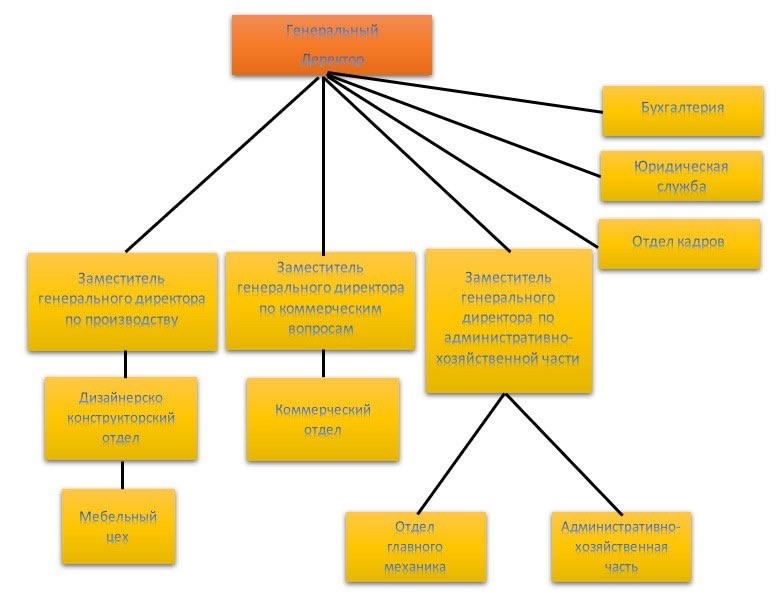 Генеральный
Директор
Бухгалтерия
Юридическая
служба
Отдел кадров
Заместитель
генерального директора
по производству
Заместитель
генерального директора
по коммерческим
вопросам
Заместитель
генерального
директора по
административно-
хозяйственной части
Дизайнерско
конструкторский
отдел
Коммерческий
отдел
Мебельный
цех
Отдел
главного
механика
Административно-
хозяйственная
часть